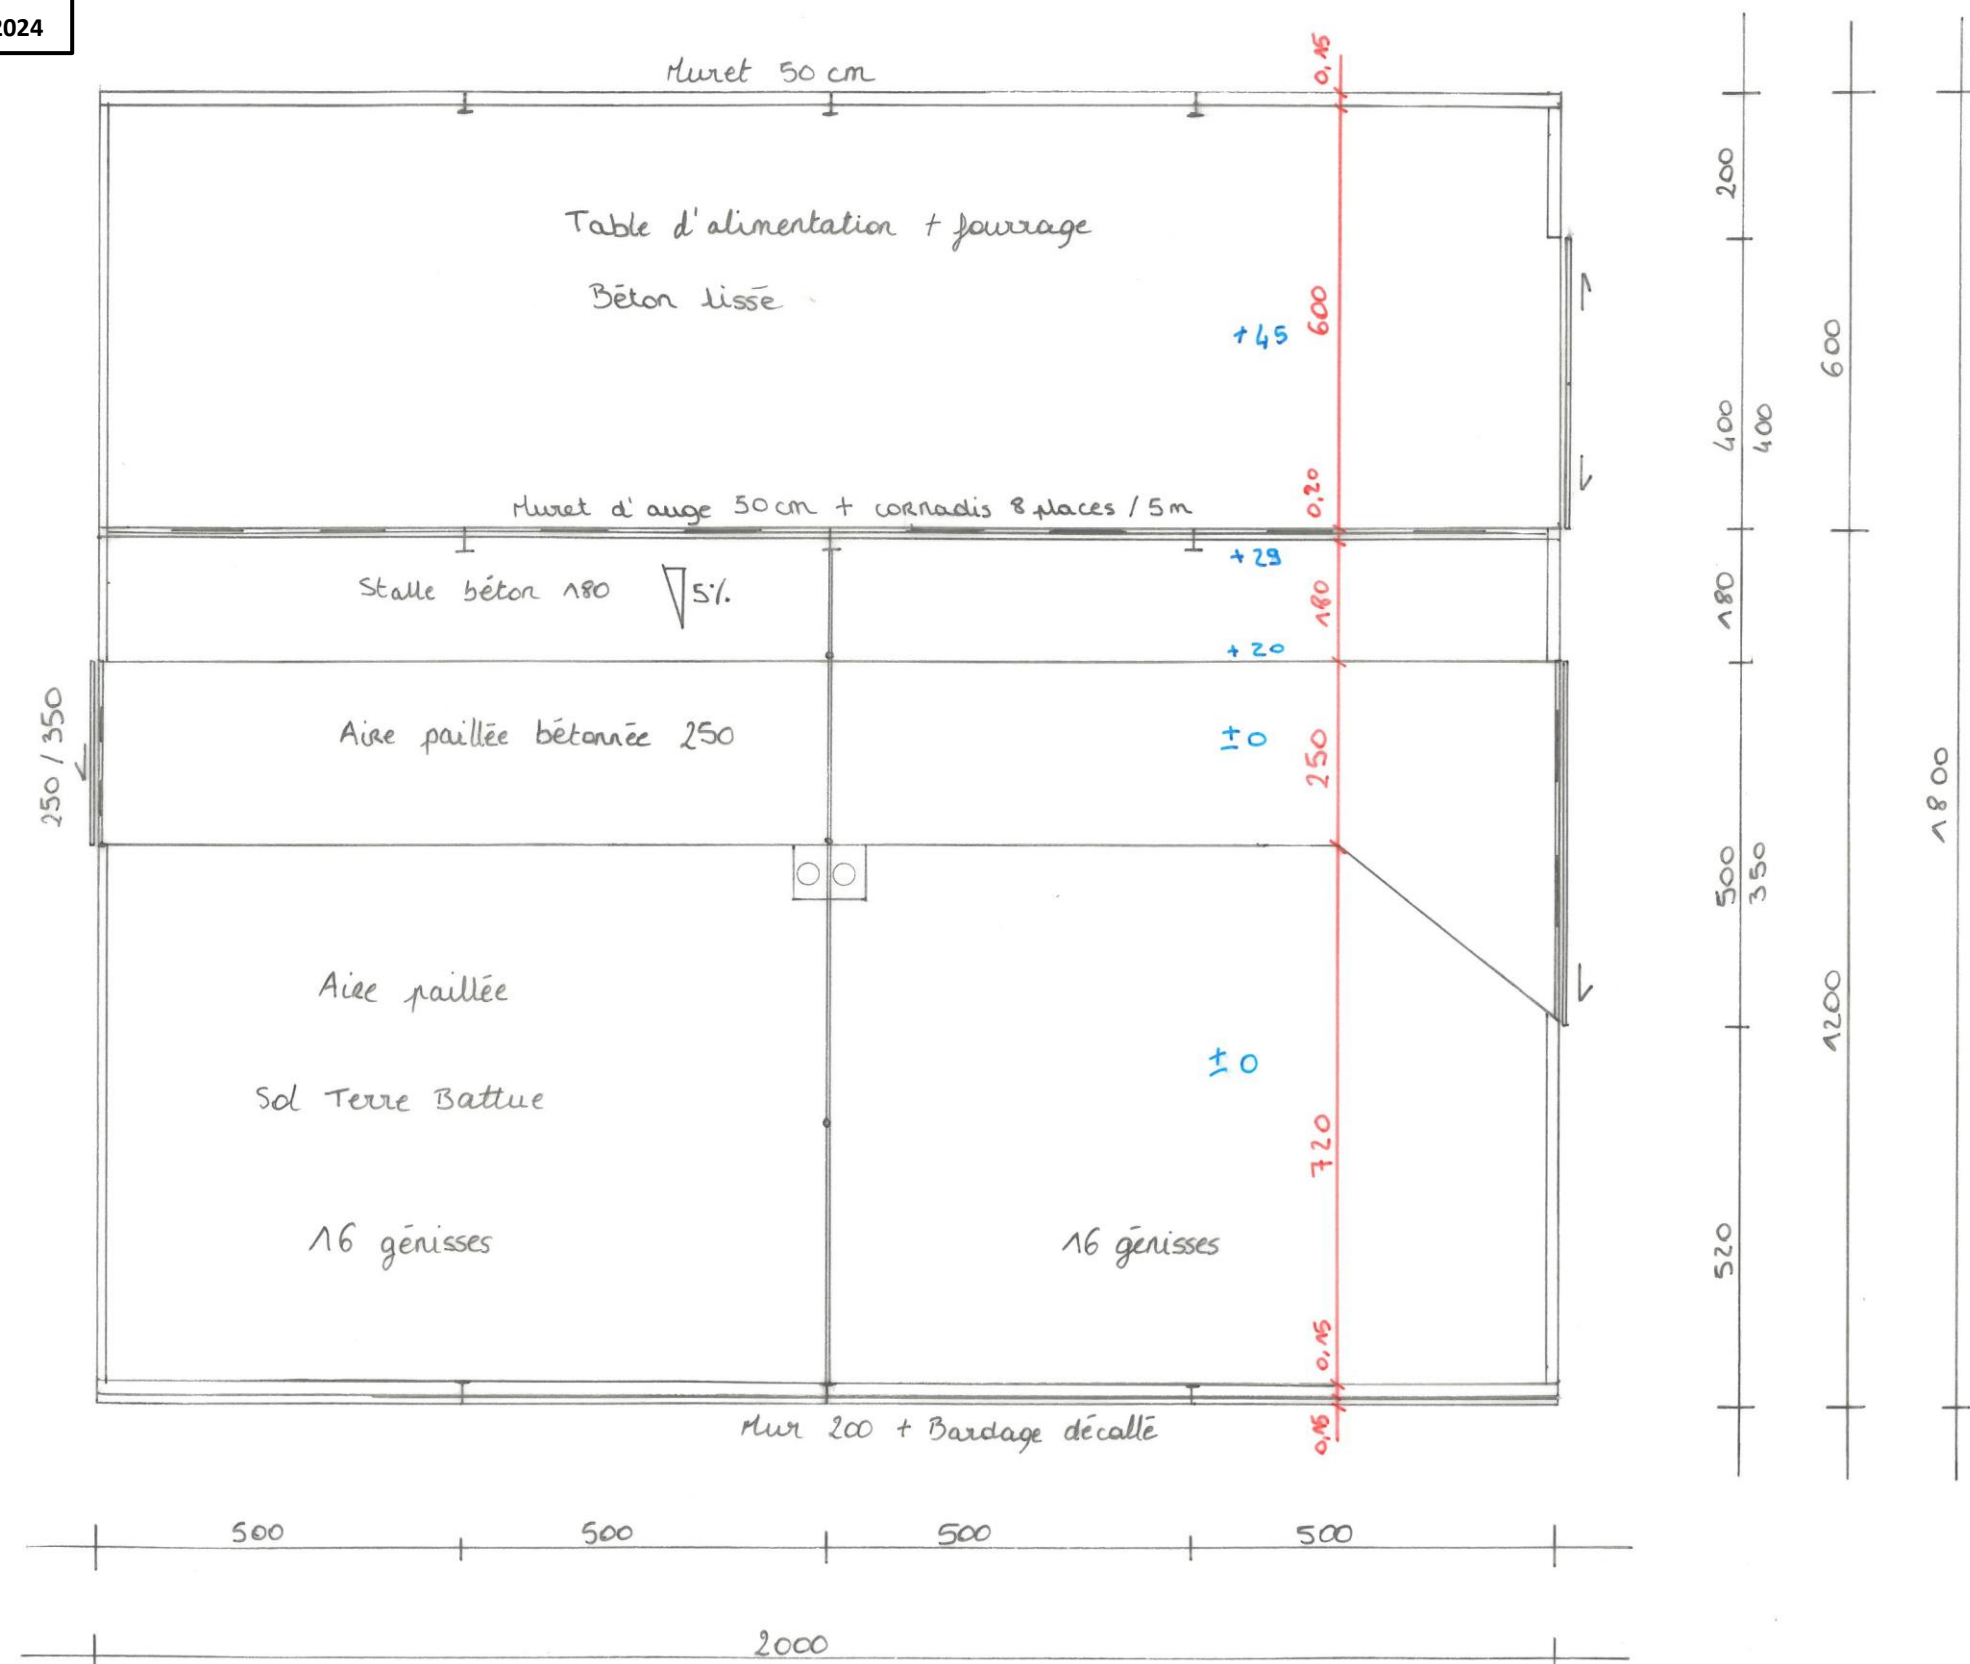 2024
Muret 50 cm
0,15
Table d'alimentation + fourrage
Béton lissé
+45
600
200
400
400
600
1800
Muret d'auge 50 cm + cornadis 8 places / 5 m
0,20
+29
Stalle béton 180
5%
180
180
+20
250 / 350
Aire paillée bétonnée 250
±0
250
500
350
Aire paillée
1200
±0
Sol Terre Battue
720
16 génisses
16 génisses
520
0,15
Mur 200 + Bardage décallé
0,15
500
500
500
500
2000